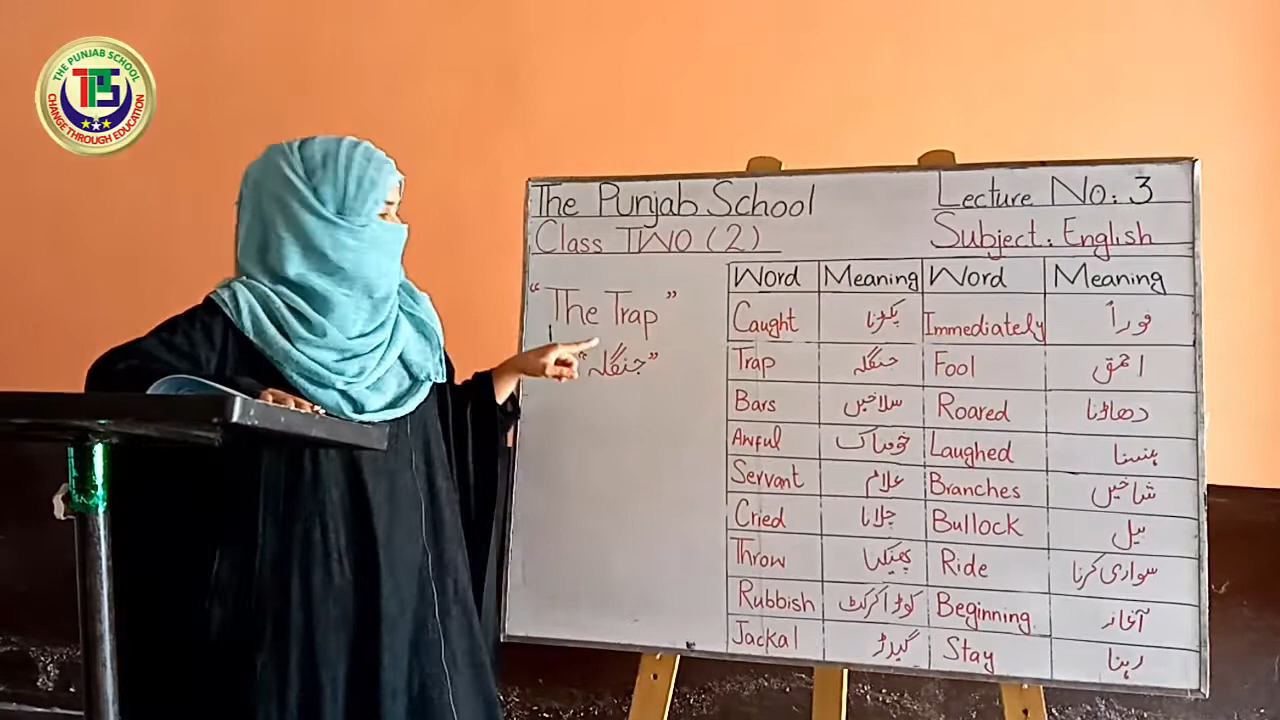 THE PUNJAB SCHOOL
TPS
CHANGE THROUGH EDUCATION
The Punjab School
Class TWO (2)
Lecture No: 3
Subject: English
"The Trap"
"جنگلہ"
Word Meaning Word Meaning
Caught پکڑنا Immediately فوراً
Trap جنگلہ Fool احمق
Bars سلاخیں Roared دھاڑنا
Awful خوفناک Laughed ہنسنا
Servant غلام Branches شاخیں
Cried چلانا Bullock بیل
Throw پھینکنا Ride سواری کرنا
Rubbish کوڑا کرکٹ Beginning آغاز
Jackal گیدڑ Stay رہنا